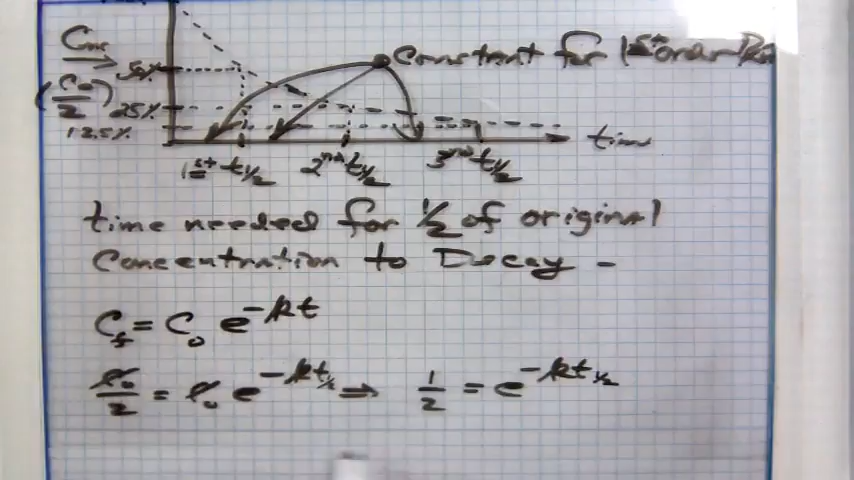 Conc
Constant for 1st order
50%
(C₀/2)
25%
12.5%
time
1st t½ 2nd t½ 3rd t½
time needed for ½ of original
Concentration to Decay -
C_f = C₀ e^-kt
C₀/2 = C₀ e^-kt½ ⇒ 1/2 = e^-kt½